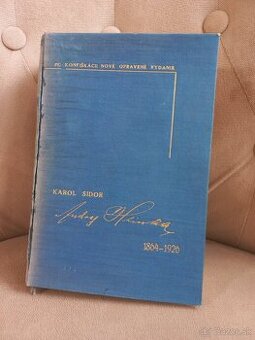 PO KONFIŠKÁCII NOVÉ OPRAVENÉ VYDANIE
KAROL SIDOR
Andrej Hlinka
1864–1926